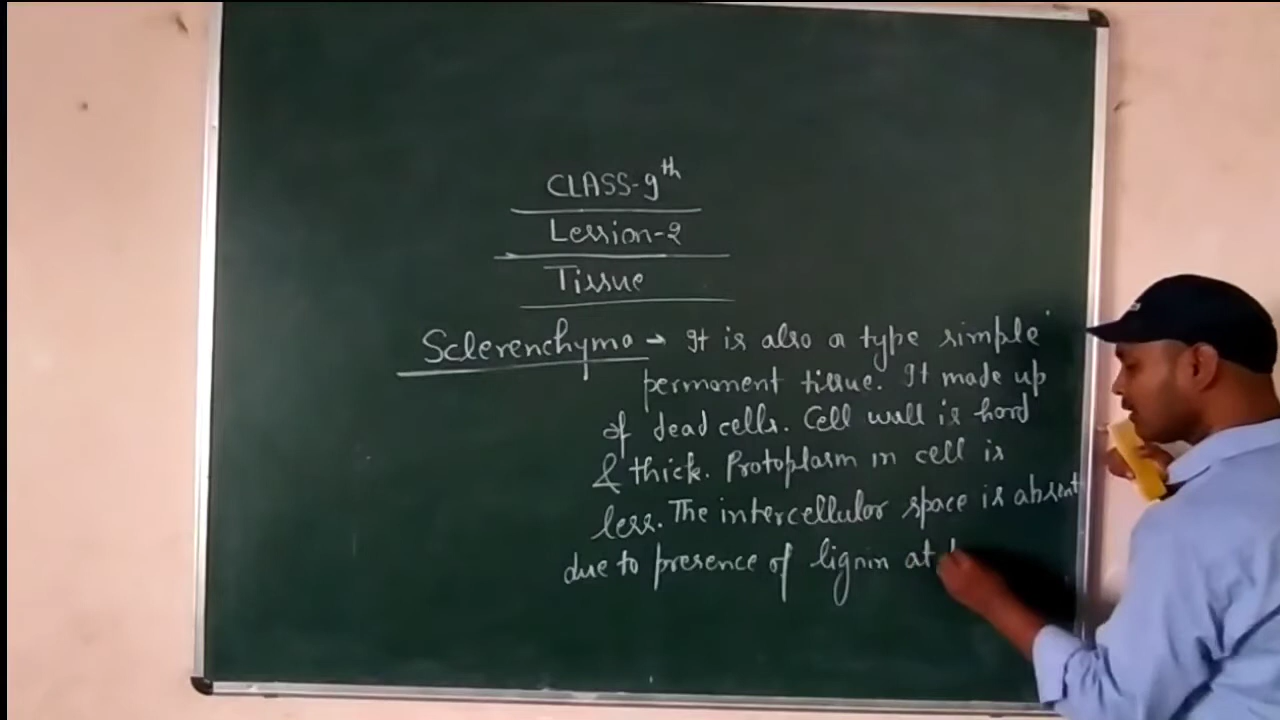 CLASS-9th
Lession-2
Tissue
Sclerenchyma → It is also a type simple
permanent tissue. It made up
of dead cells. Cell wall is hard
& thick. Protoplasm in cell is
less. The intercellular space is absent
due to presence of lignin at